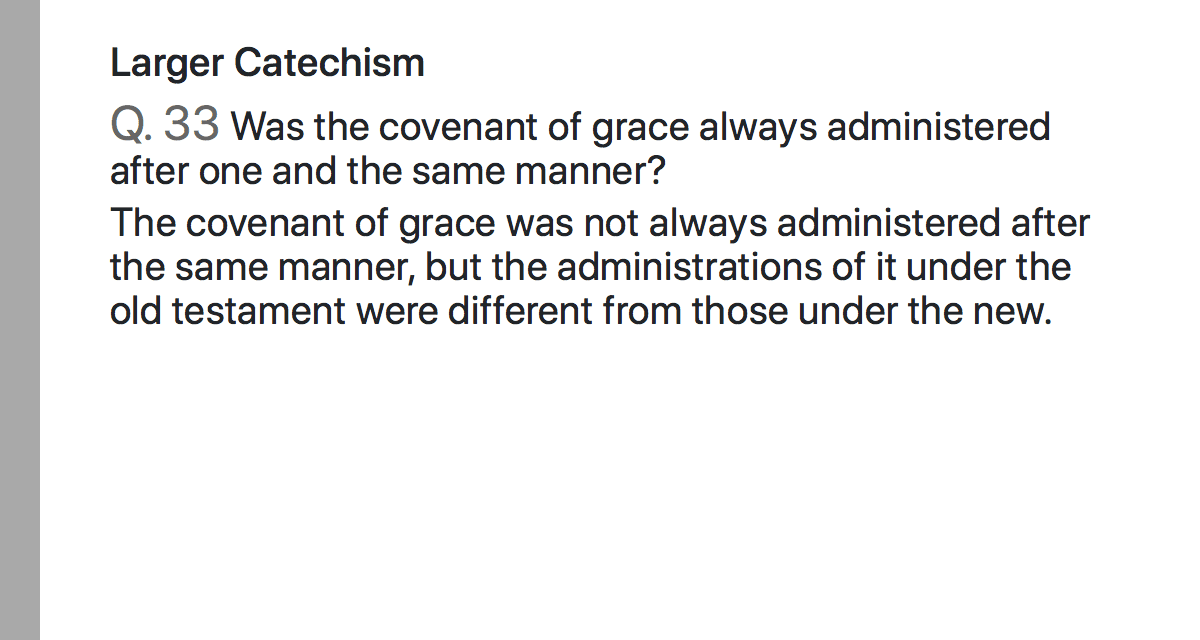 Larger Catechism
Q. 33 Was the covenant of grace always administered
after one and the same manner?
The covenant of grace was not always administered after
the same manner, but the administrations of it under the
old testament were different from those under the new.